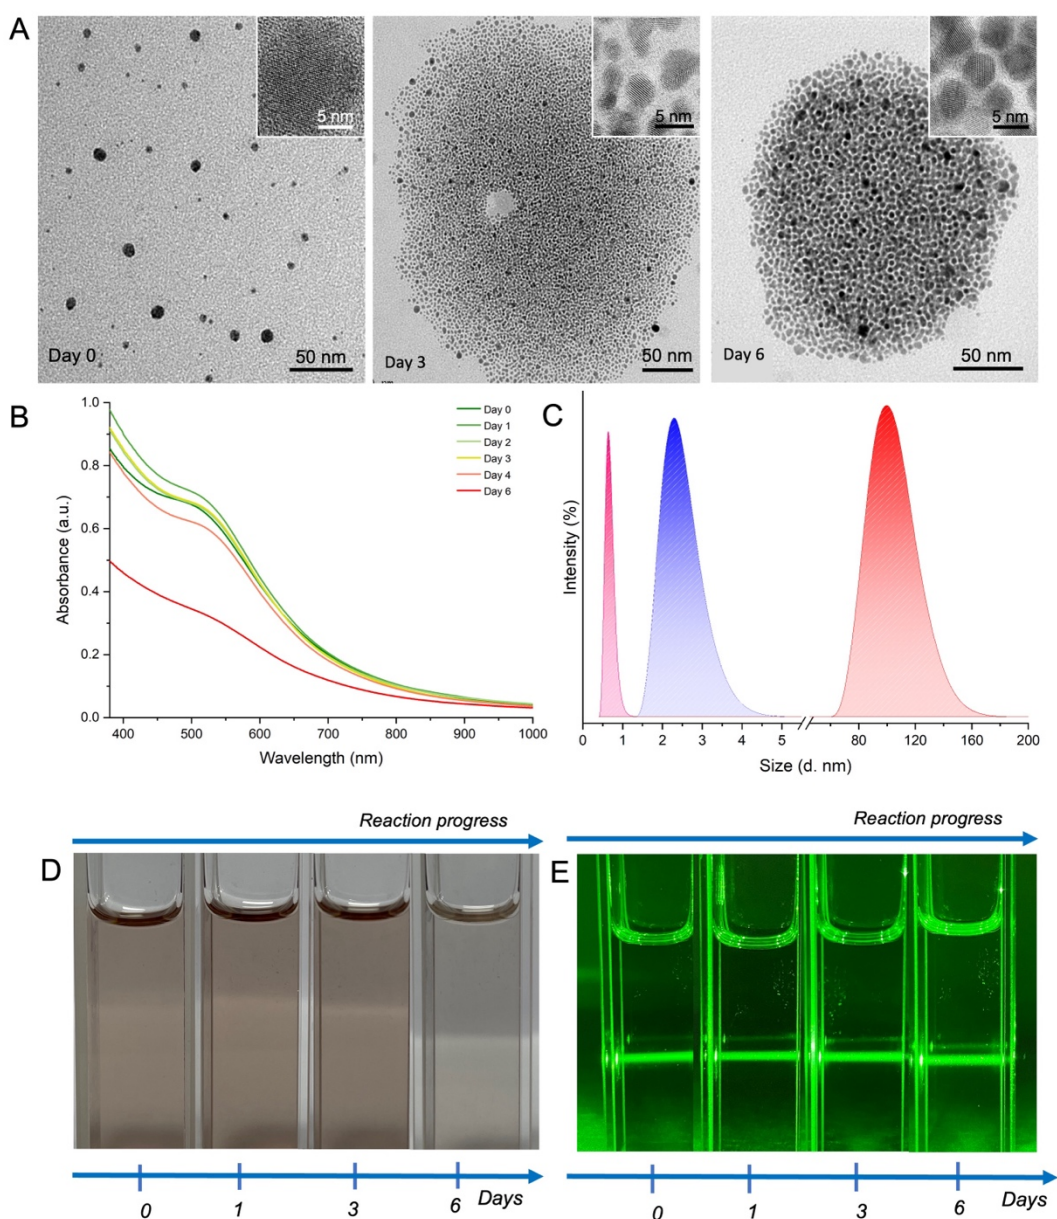 A
5 nm
5 nm
5 nm
Day 0
50 nm
Day 3
50 nm
Day 6
50 nm
nm
B
1.0
0.8
0.6
0.4
0.2
0.0
Absorbance (a.u.)
400 500 600 700 800 900 1000
Wavelength (nm)
Day 0
Day 1
Day 2
Day 3
Day 4
Day 6
C
Intensity (%)
0 1 2 3 4 5 80 120 160 200
Size (d. nm)
Reaction progress
D
0 1 3 6 Days
Reaction progress
E
0 1 3 6 Days